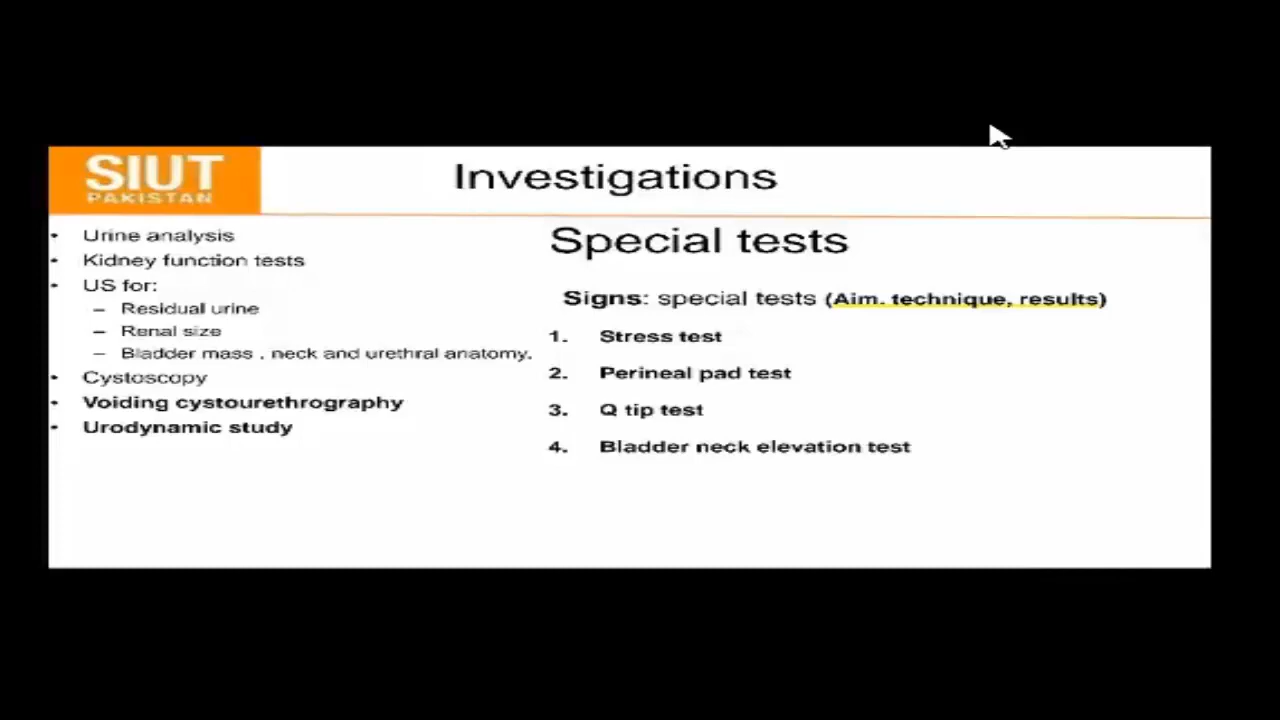 SIUT
PAKISTAN
Investigations
• Urine analysis
• Kidney function tests
• US for:
– Residual urine
– Renal size
– Bladder mass , neck and urethral anatomy.
• Cystoscopy
• Voiding cystourethrography
• Urodynamic study
Special tests
Signs: special tests (Aim. technique, results)
1. Stress test
2. Perineal pad test
3. Q tip test
4. Bladder neck elevation test